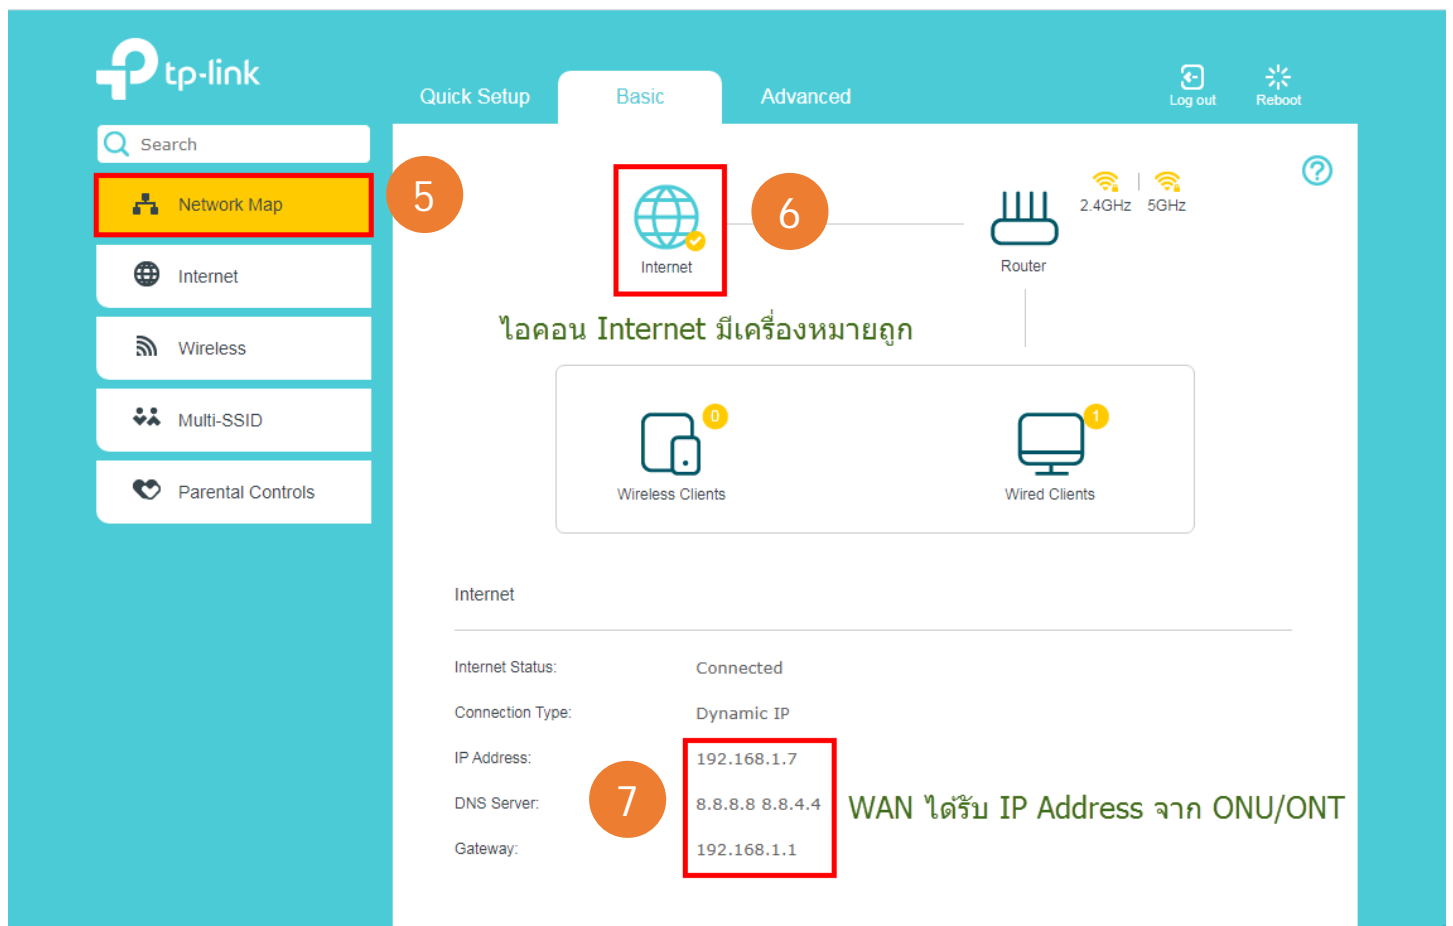 tp-link
Quick Setup
Basic
Advanced
Log out
Reboot
Search
Network Map
Internet
Wireless
Multi-SSID
Parental Controls
5
6
Internet
Router
2.4GHz
5GHz
ไอคอน Internet มีเครื่องหมายถูก
0
Wireless Clients
1
Wired Clients
Internet
Internet Status: Connected
Connection Type: Dynamic IP
IP Address: 192.168.1.7
DNS Server: 8.8.8.8 8.8.4.4
Gateway: 192.168.1.1
7
WAN ได้รับ IP Address จาก ONU/ONT